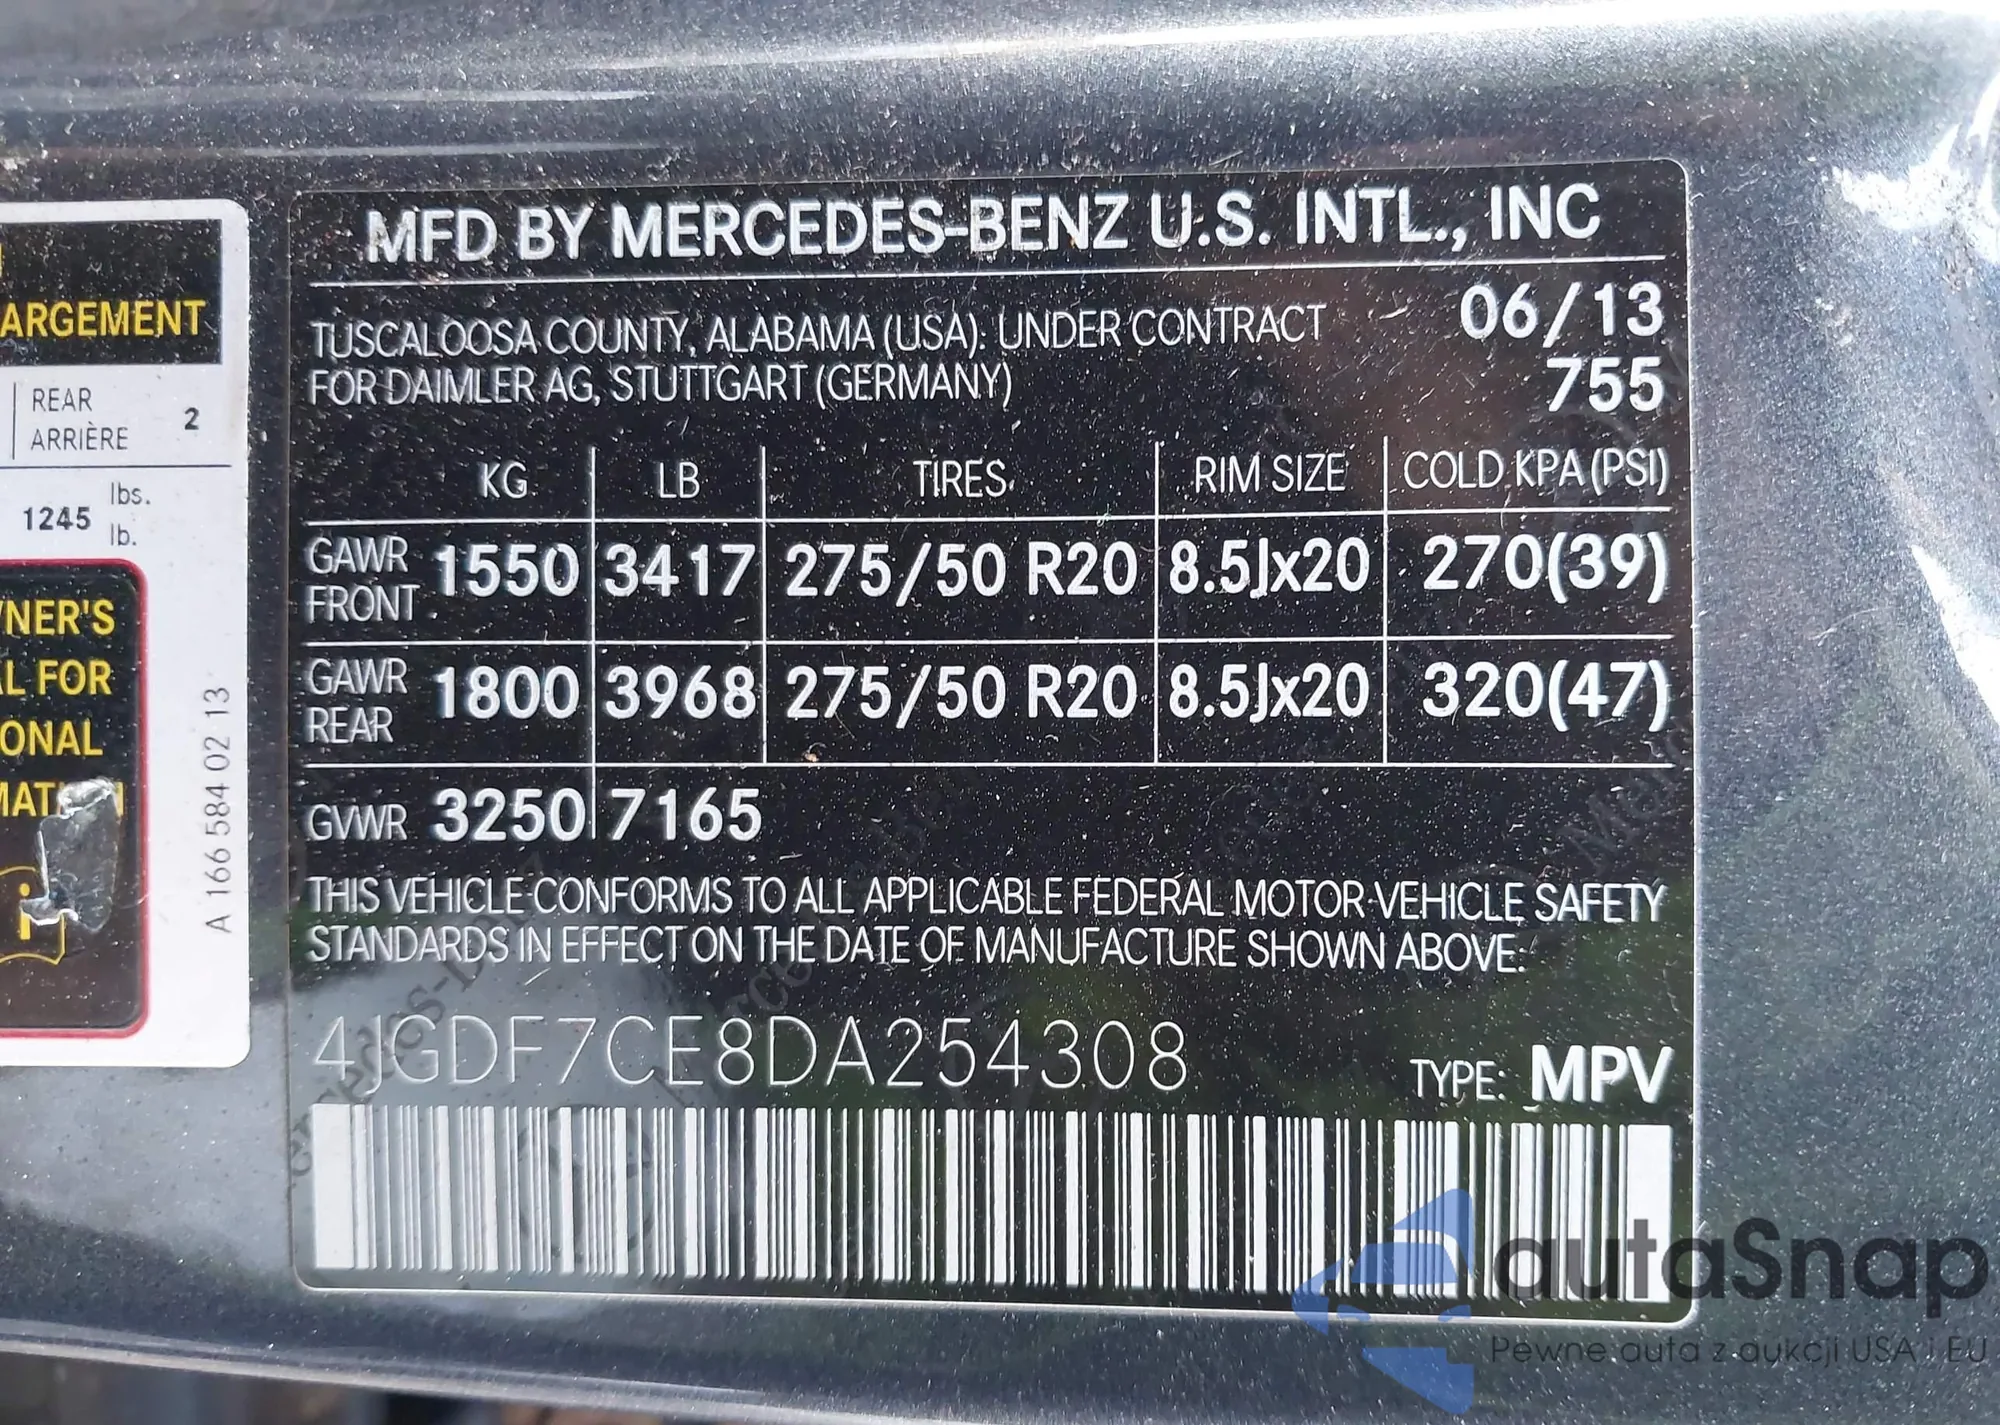 ARGEMENT
REAR
ARRIÈRE 2
1245 lbs.
lb.
NER'S
L FOR
ONAL
MAT
A 166 584 02 13
MFD BY MERCEDES-BENZ U.S. INTL., INC
TUSCALOOSA COUNTY, ALABAMA (USA): UNDER CONTRACT 06/13
FOR DAIMLER AG, STUTTGART (GERMANY) 755
KG LB TIRES RIM SIZE COLD KPA (PSI)
GAWR FRONT 1550 3417 275/50 R20 8.5Jx20 270(39)
GAWR REAR 1800 3968 275/50 R20 8.5Jx20 320(47)
GVWR 3250 7165
THIS VEHICLE CONFORMS TO ALL APPLICABLE FEDERAL MOTOR VEHICLE SAFETY
STANDARDS IN EFFECT ON THE DATE OF MANUFACTURE SHOWN ABOVE.
4JGDF7CE8DA254308 TYPE: MPV
autaSnap
Pewne auta z aukcji USA i EU